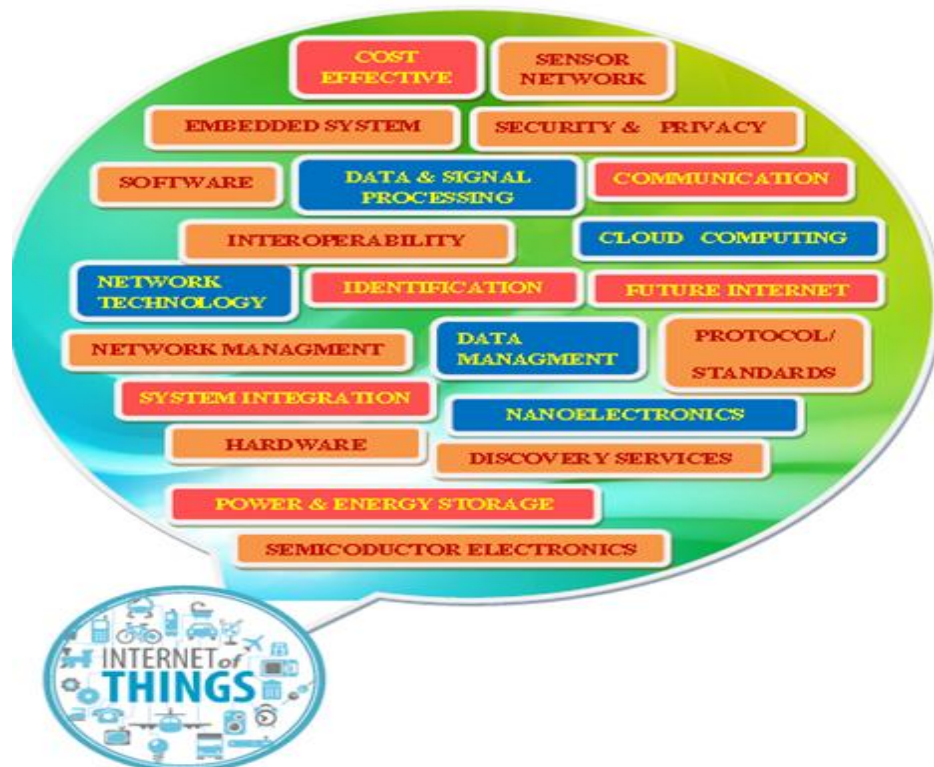 COST
EFFECTIVE
SENSOR
NETWORK
EMBEDDED SYSTEM
SECURITY & PRIVACY
SOFTWARE
DATA & SIGNAL
PROCESSING
COMMUNICATION
INTEROPERABILITY
CLOUD COMPUTING
NETWORK
TECHNOLOGY
IDENTIFICATION
FUTURE INTERNET
NETWORK MANAGMENT
DATA
MANAGMENT
PROTOCOL/
STANDARDS
SYSTEM INTEGRATION
NANOELECTRONICS
HARDWARE
DISCOVERY SERVICES
POWER & ENERGY STORAGE
SEMICODUCTOR ELECTRONICS
INTERNET of
THINGS